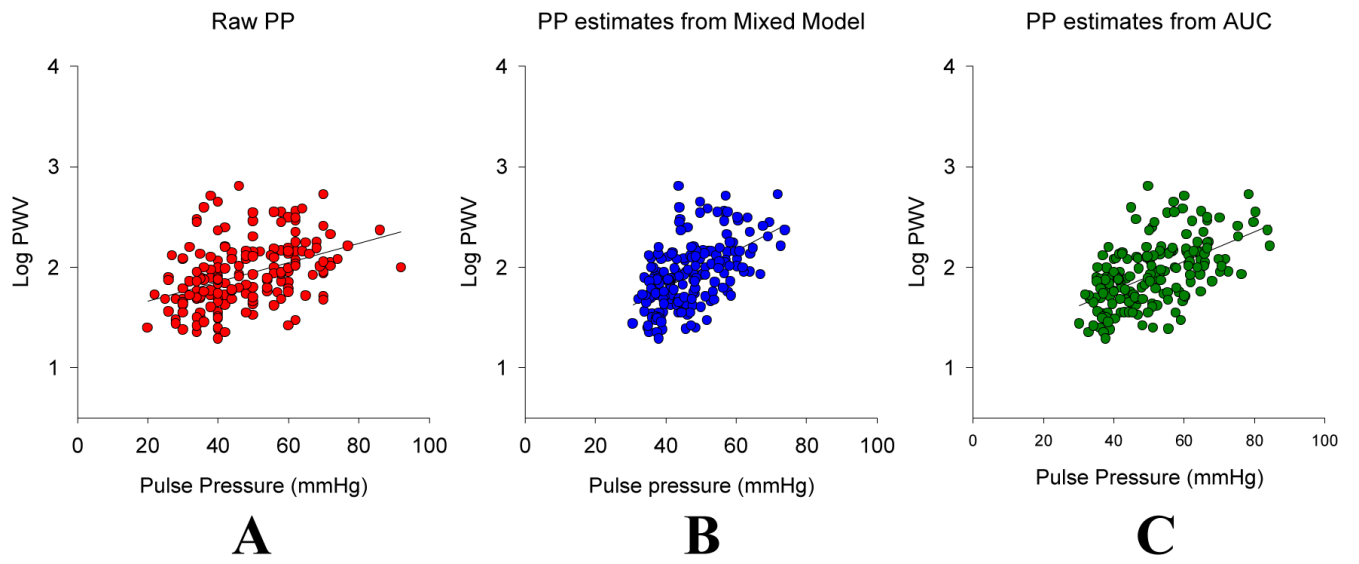 Raw PP
PP estimates from Mixed Model
PP estimates from AUC
4
3
2
1
Log PWV
0
20
40
60
80
100
Pulse Pressure (mmHg)
A
4
3
2
1
Log PWV
0
20
40
60
80
100
Pulse pressure (mmHg)
B
4
3
2
1
Log PWV
0
20
40
60
80
100
Pulse Pressure (mmHg)
C